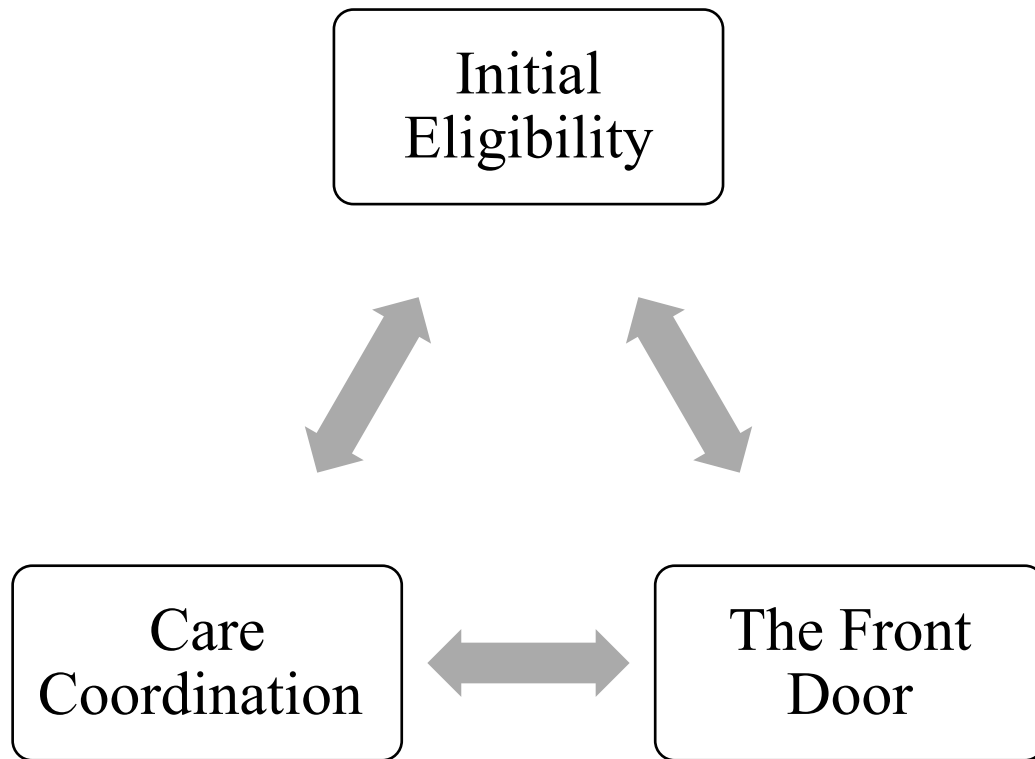 Initial
Eligibility
Care
Coordination
The Front
Door